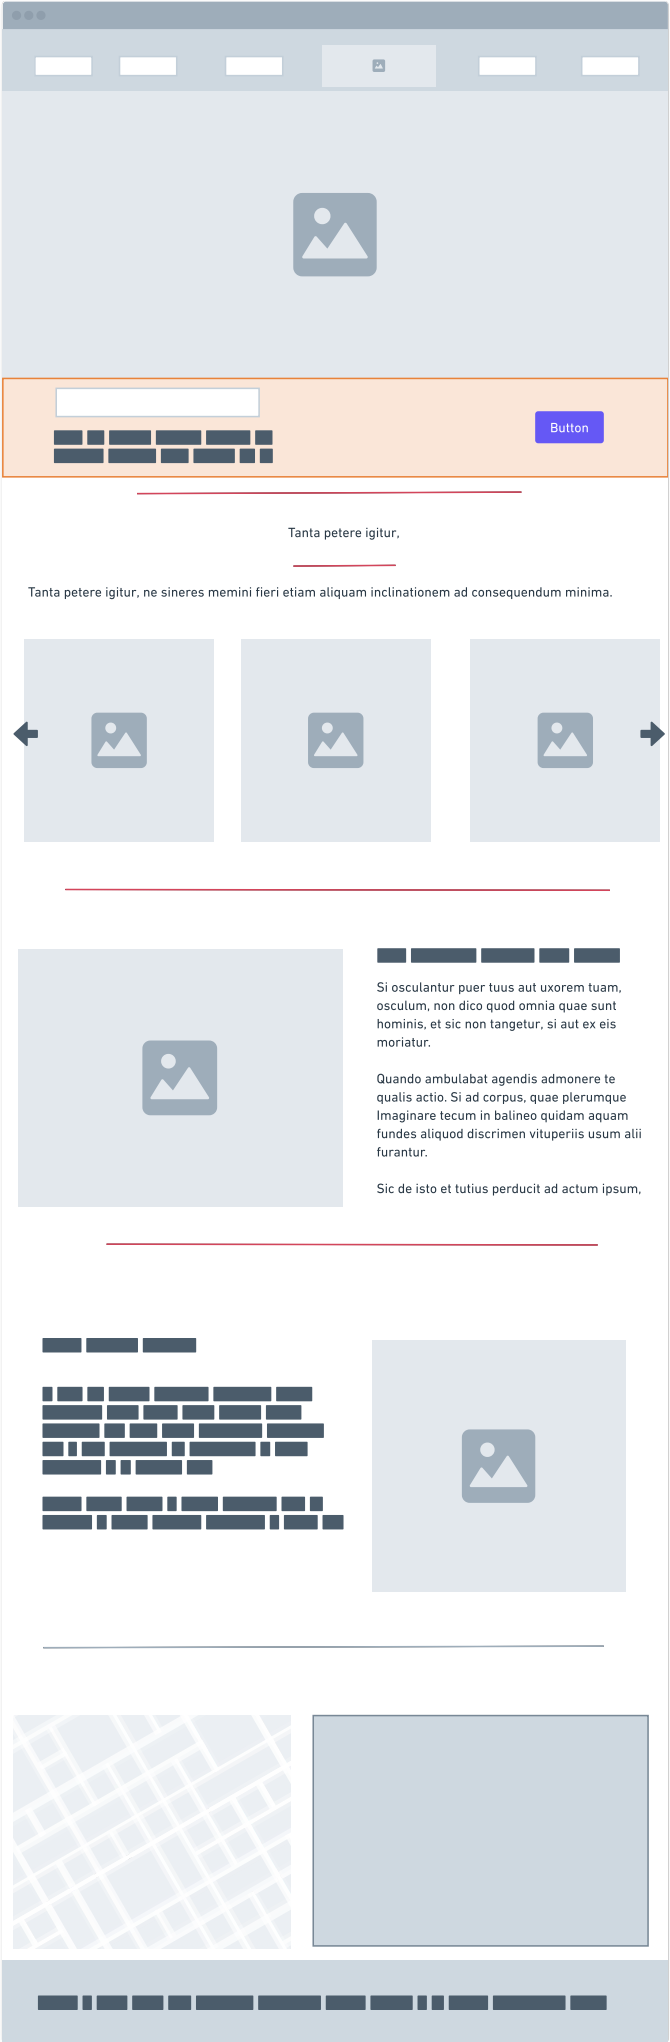 Button
Tanta petere igitur,
Tanta petere igitur, ne sineres memini fieri etiam aliquam inclinationem ad consequendum minima.
Si osculantur puer tuus aut uxorem tuam,
osculum, non dico quod omnia quae sunt
hominis, et sic non tangetur, si aut ex eis
moriatur.
Quando ambulabat agendis admonere te
qualis actio. Si ad corpus, quae plerumque
Imaginare tecum in balineo quidam aquam
fundes aliquod discrimen vituperiis usum alii
furantur.
Sic de isto et tutius perducit ad actum ipsum,